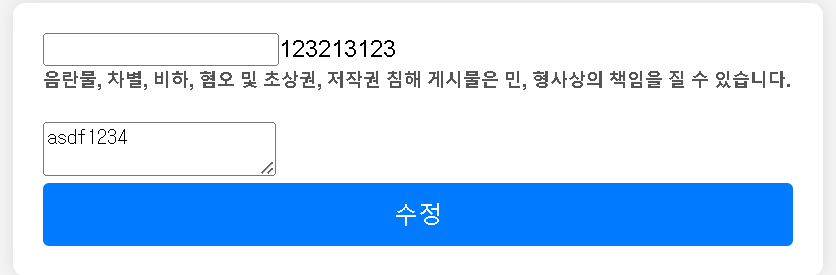 123213123
음란물, 차별, 비하, 혐오 및 초상권, 저작권 침해 게시물은 민, 형사상의 책임을 질 수 있습니다.
asdf1234
수정